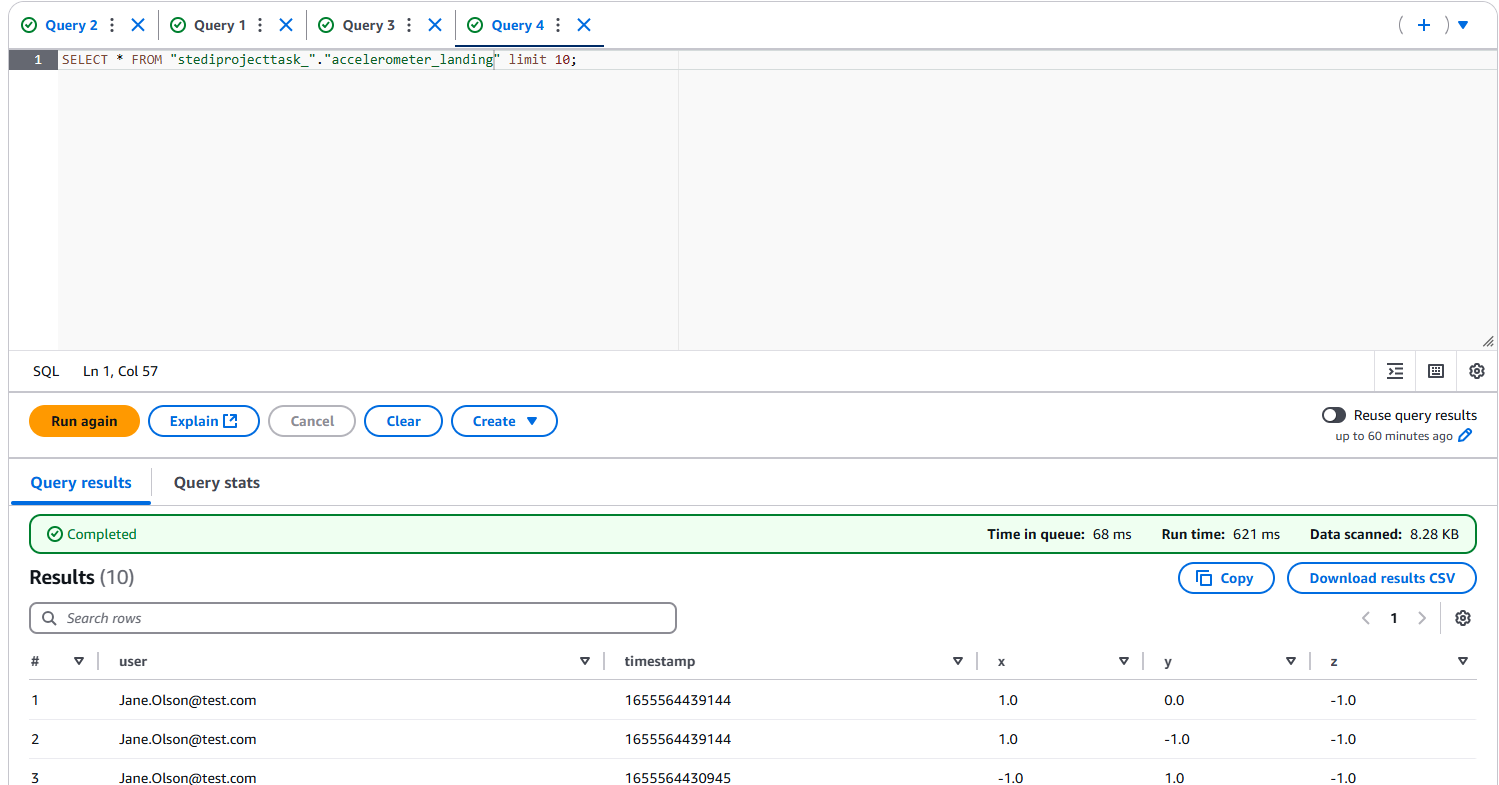 Query 2 Query 1 Query 3 Query 4
1 SELECT * FROM "stediprojecttask_"."accelerometer_landing" limit 10;
SQL Ln 1, Col 57
Run again Explain Cancel Clear Create Reuse query results
up to 60 minutes ago
Query results Query stats
Completed Time in queue: 68 ms Run time: 621 ms Data scanned: 8.28 KB
Results (10) Copy Download results CSV
Search rows 1
# user timestamp x y z
1 Jane.Olson@test.com 1655564439144 1.0 0.0 -1.0
2 Jane.Olson@test.com 1655564439144 1.0 -1.0 -1.0
3 Jane.Olson@test.com 1655564430945 -1.0 1.0 -1.0